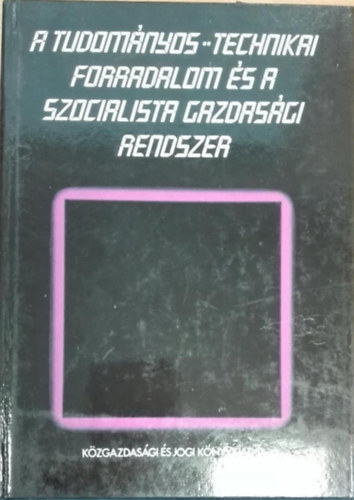 A TUDOMÁNYOS--TECHNIKAI
FORRADALOM ÉS A
SZOCIALISTA GAZDASÁGI
RENDSZER
KÖZGAZDASÁGI ÉS JOGI